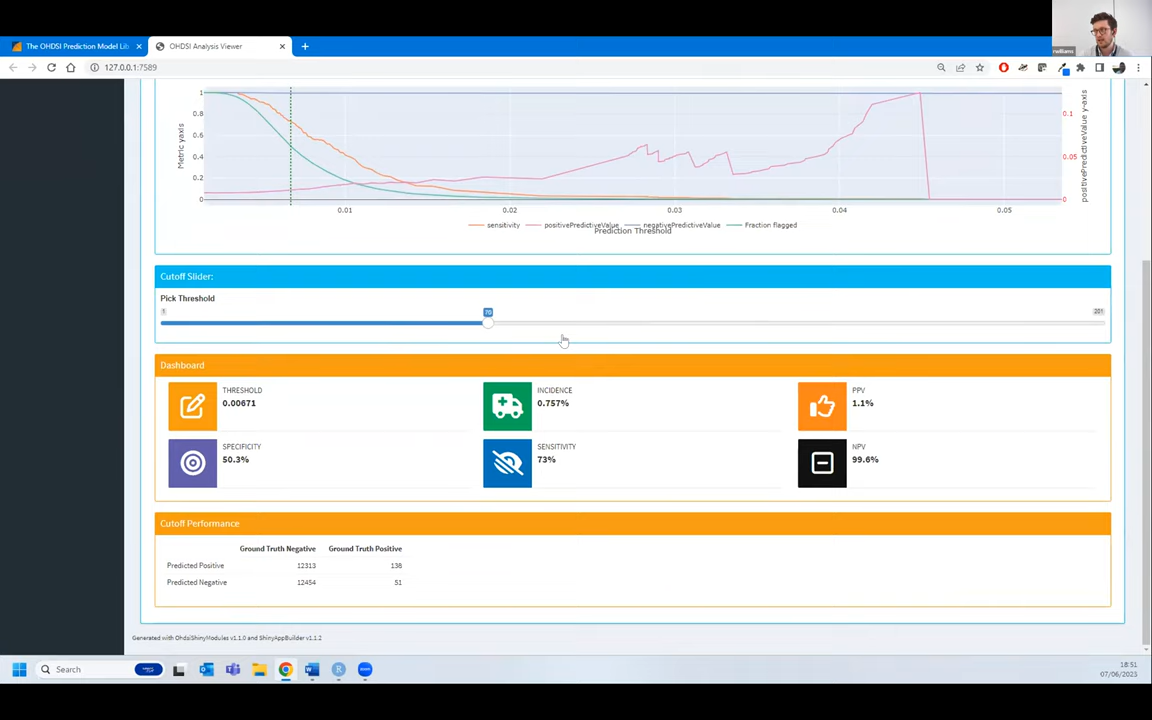 The OHDSI Prediction Model Lib
OHDSI Analysis Viewer
127.0.0.1:7589
rwilliams
1
0.8
0.6
0.4
0.2
0
Metric yaxis
0.1
0.05
0
positivePredictiveValue y-axis
0.01 0.02 0.03 0.04 0.05
sensitivity positivePredictiveValue negativePredictiveValue Fraction flagged
Prediction Threshold
Cutoff Slider:
Pick Threshold
1 70 201
Dashboard
THRESHOLD
0.00671
INCIDENCE
0.757%
PPV
1.1%
SPECIFICITY
50.3%
SENSITIVITY
73%
NPV
99.6%
Cutoff Performance
Ground Truth Negative Ground Truth Positive
Predicted Positive 12313 138
Predicted Negative 12454 51
Generated with OhdsiShinyModules v1.1.0 and ShinyAppBuilder v1.1.2
Search
18:51
07/06/2023